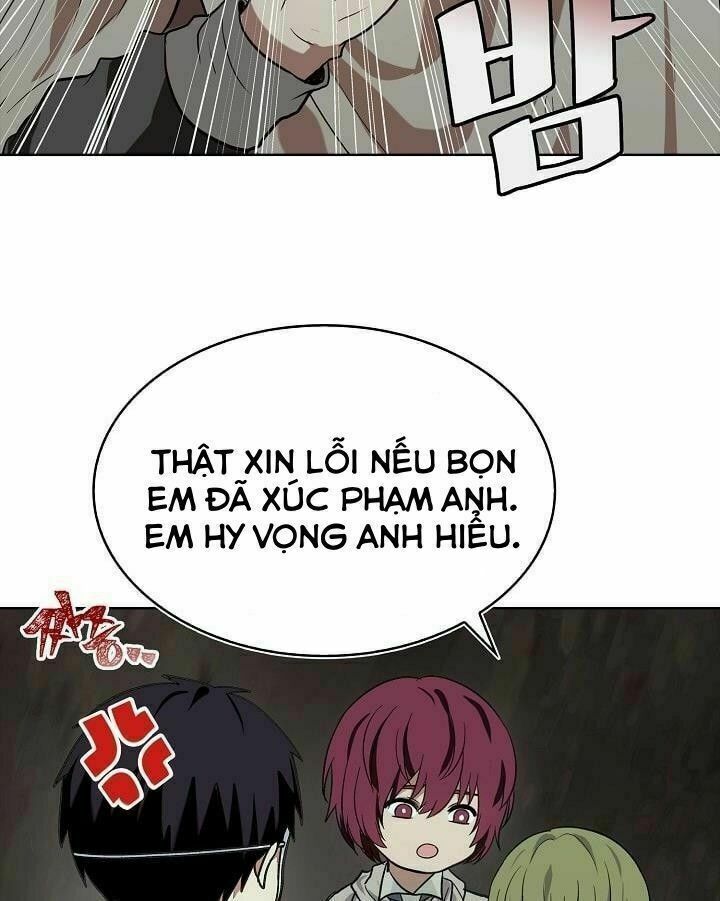 밤
THẬT XIN LỖI NẾU BỌN
EM ĐÃ XÚC PHẠM ANH.
EM HY VỌNG ANH HIỂU.